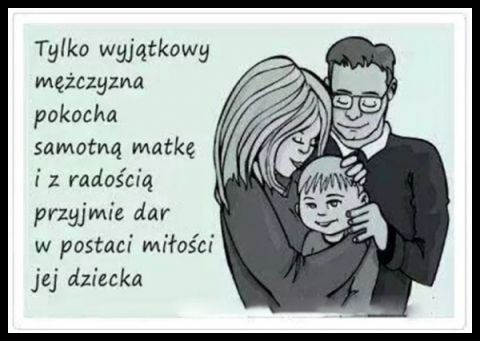 Tylko wyjątkowy
mężczyzna
pokocha
samotną matkę
i z radością
przyjmie dar
w postaci miłości
jej dziecka